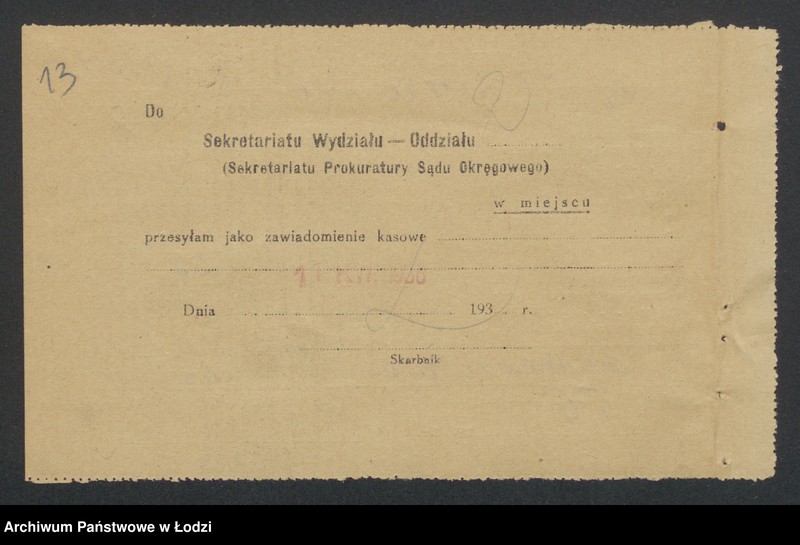 13
Do
Sekretariatu Wydziału — Oddziału
(Sekretariatu Prokuratury Sądu Okręgowego)
w miejscu
przesyłam jako zawiadomienie kasowe
Dnia 193 r.
Skarbnik
Archiwum Państwowe w Łodzi